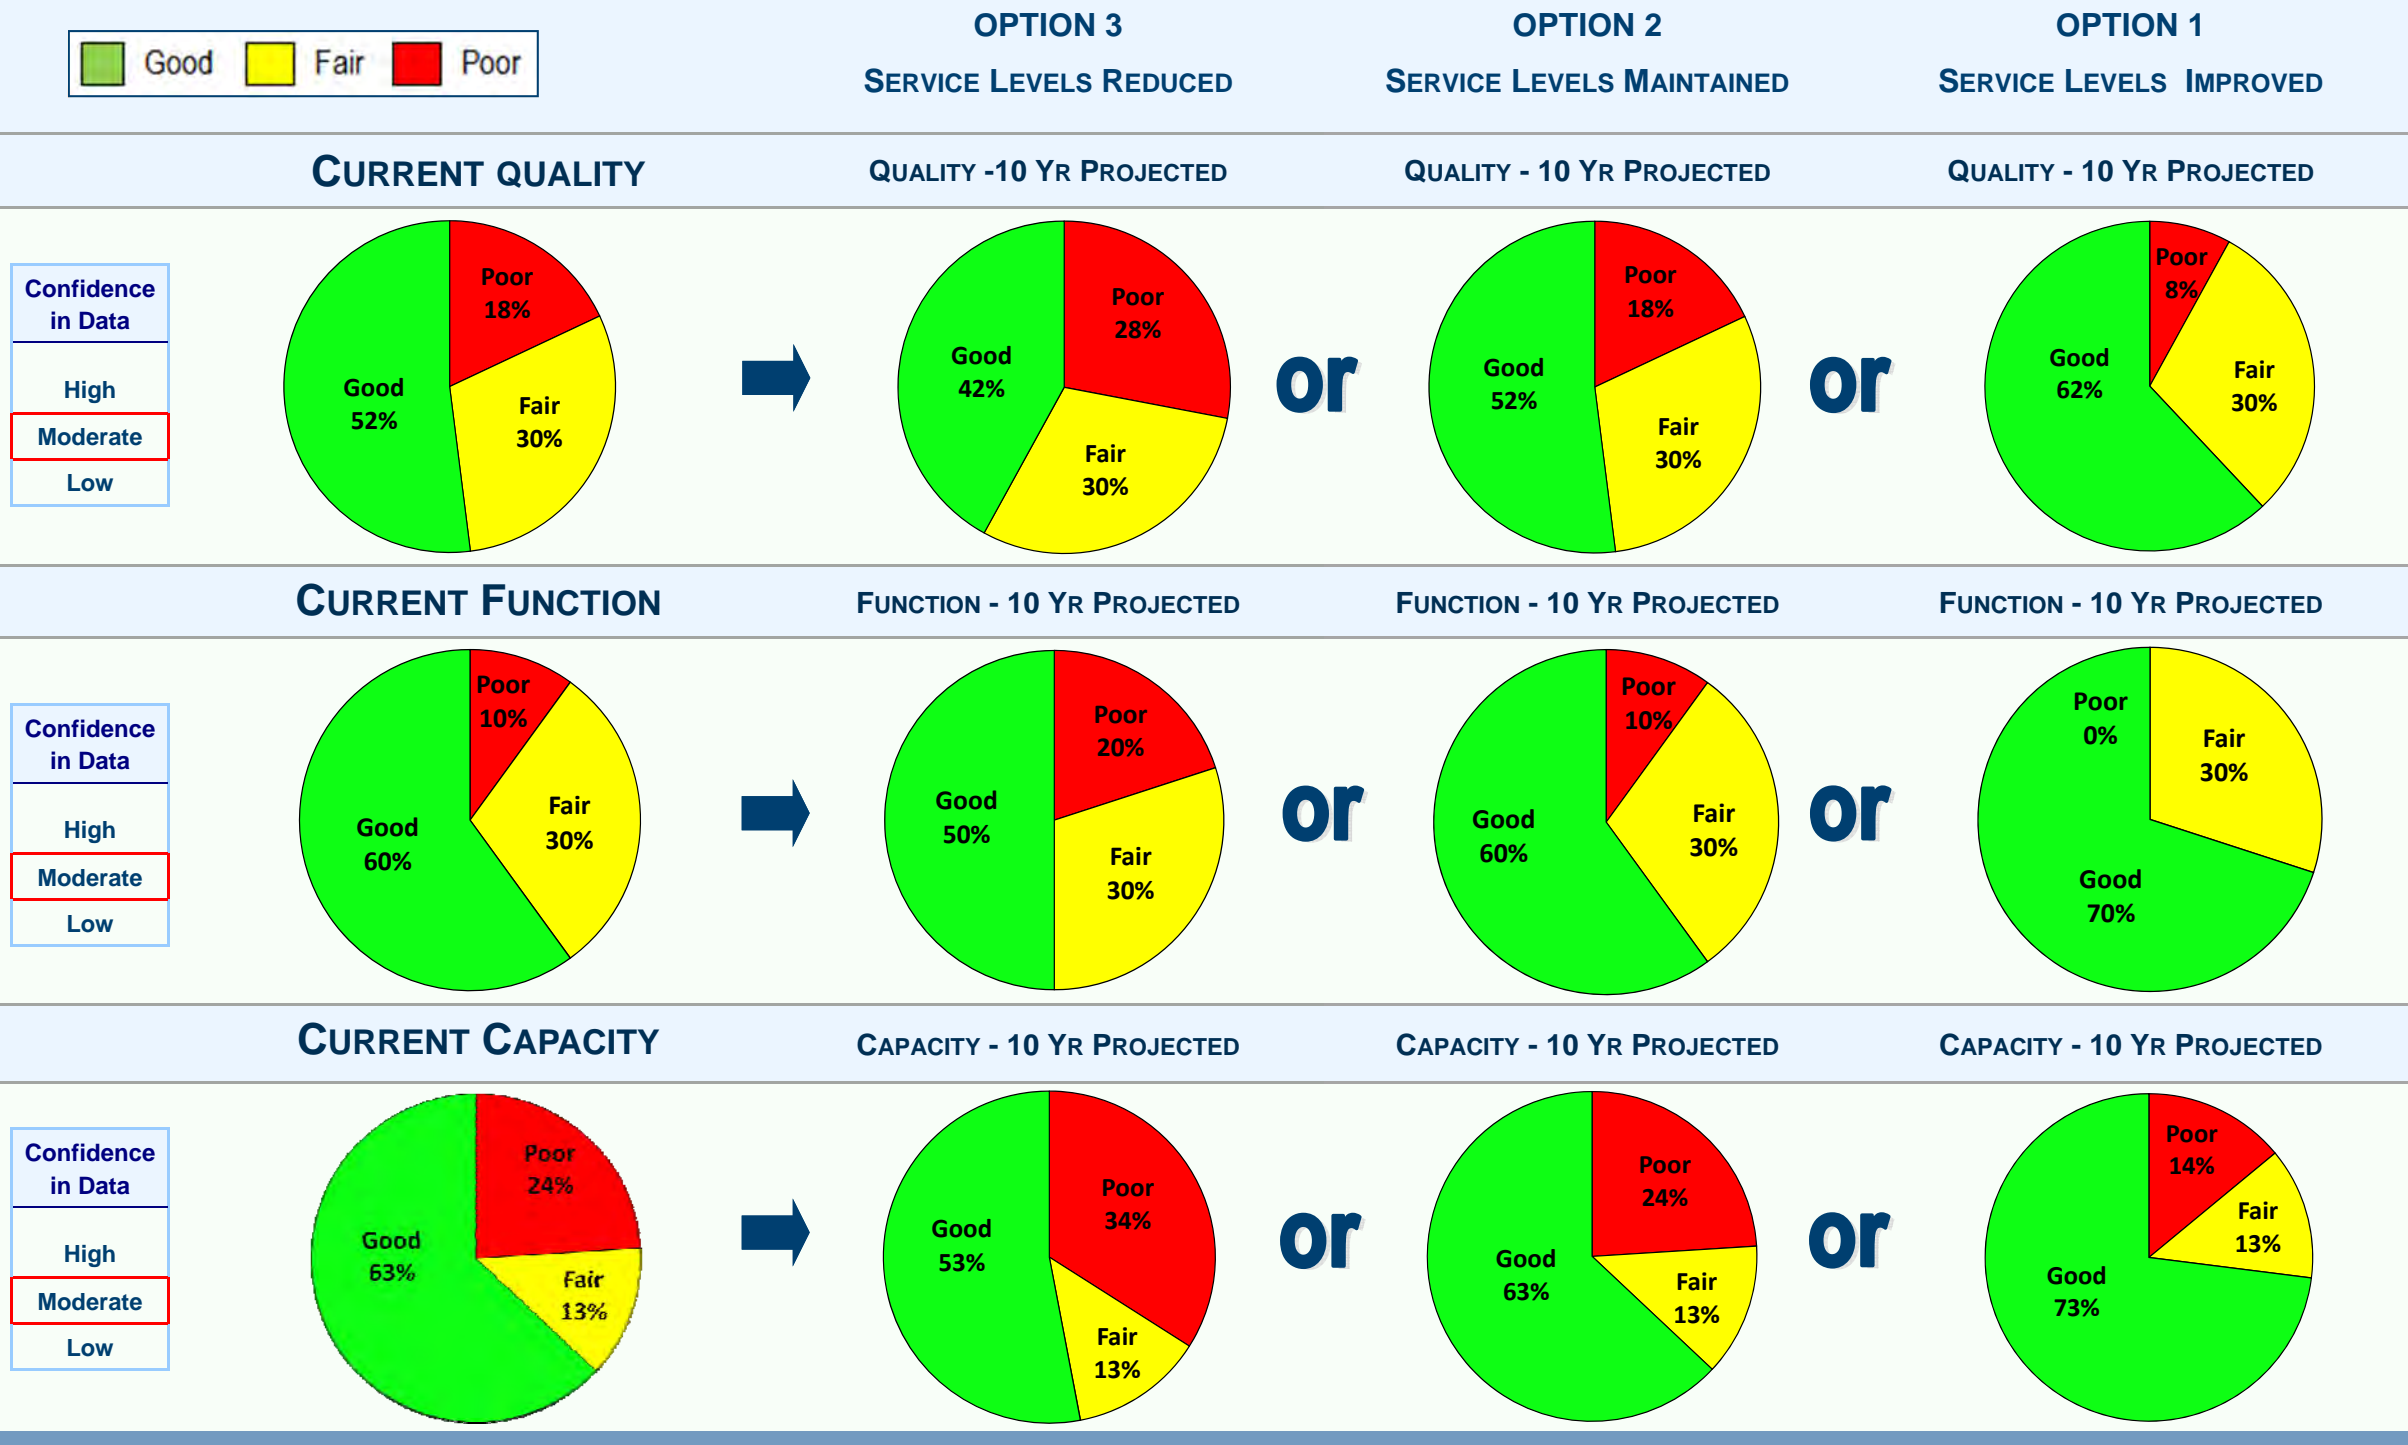 Good Fair Poor
OPTION 3
SERVICE LEVELS REDUCED
OPTION 2
SERVICE LEVELS MAINTAINED
OPTION 1
SERVICE LEVELS IMPROVED
CURRENT QUALITY
QUALITY -10 YR PROJECTED
QUALITY - 10 YR PROJECTED
QUALITY - 10 YR PROJECTED
Confidence
in Data
High
Moderate
Low
Poor
18%
Good
52%
Fair
30%
Poor
28%
Good
42%
Fair
30%
or
Poor
18%
Good
52%
Fair
30%
or
Poor
8%
Good
62%
Fair
30%
CURRENT FUNCTION
FUNCTION - 10 YR PROJECTED
FUNCTION - 10 YR PROJECTED
FUNCTION - 10 YR PROJECTED
Confidence
in Data
High
Moderate
Low
Poor
10%
Good
60%
Fair
30%
Poor
20%
Good
50%
Fair
30%
or
Poor
10%
Good
60%
Fair
30%
or
Poor
0%
Fair
30%
Good
70%
CURRENT CAPACITY
CAPACITY - 10 YR PROJECTED
CAPACITY - 10 YR PROJECTED
CAPACITY - 10 YR PROJECTED
Confidence
in Data
High
Moderate
Low
Poor
24%
Good
63%
Fair
13%
Poor
34%
Good
53%
Fair
13%
or
Poor
24%
Good
63%
Fair
13%
or
Poor
14%
Fair
13%
Good
73%